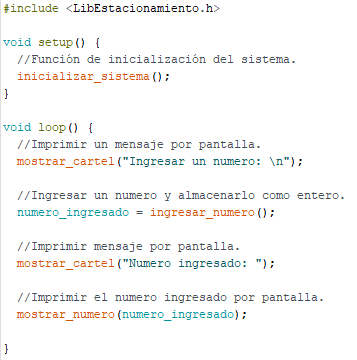 #include <LibEstacionamiento.h>
void setup() {
//Función de inicialización del sistema.
inicializar_sistema();
}
void loop() {
//Imprimir un mensaje por pantalla.
mostrar_cartel("Ingresar un numero: \n");
//Ingresar un numero y almacenarlo como entero.
numero_ingresado = ingresar_numero();
//Imprimir mensaje por pantalla.
mostrar_cartel("Numero ingresado: ");
//Imprimir el numero ingresado por pantalla.
mostrar_numero(numero_ingresado);
}